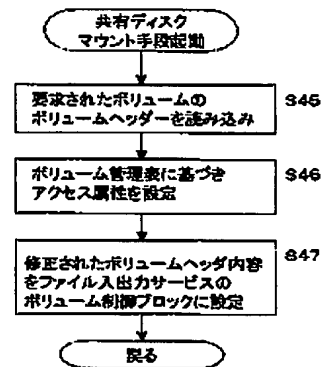 共有ディスク
マウント手段起動
要求されたボリュームの
ボリュームヘッダーを読み込み
S45
ボリューム管理表に基づき
アクセス属性を設定
S46
修正されたボリュームヘッダ内容
をファイル入出力サービスの
ボリューム制御ブロックに設定
S47
戻る